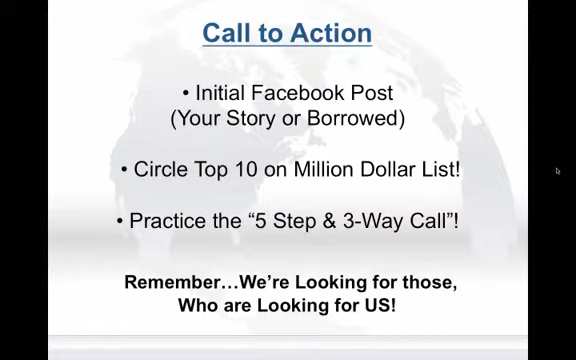 Call to Action
• Initial Facebook Post
(Your Story or Borrowed)
• Circle Top 10 on Million Dollar List!
• Practice the “5 Step & 3-Way Call”!
Remember…We’re Looking for those,
Who are Looking for US!